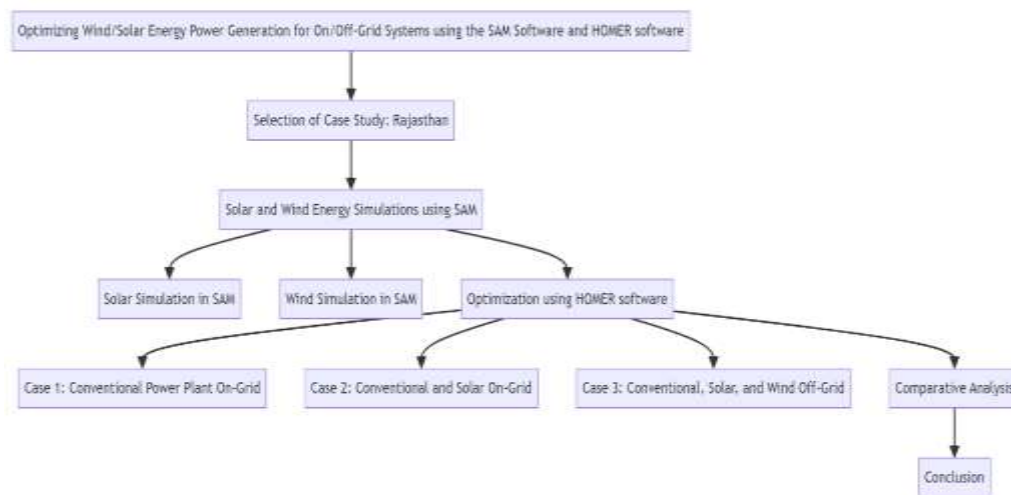 Optimizing Wind/Solar Energy Power Generation for On/Off-Grid Systems using the SAM Software and HOMER software
Selection of Case Study: Rajasthan
Solar and Wind Energy Simulations using SAM
Solar Simulation in SAM
Wind Simulation in SAM
Optimization using HOMER software
Case 1: Conventional Power Plant On-Grid
Case 2: Conventional and Solar On-Grid
Case 3: Conventional, Solar, and Wind Off-Grid
Comparative Analysis
Conclusion